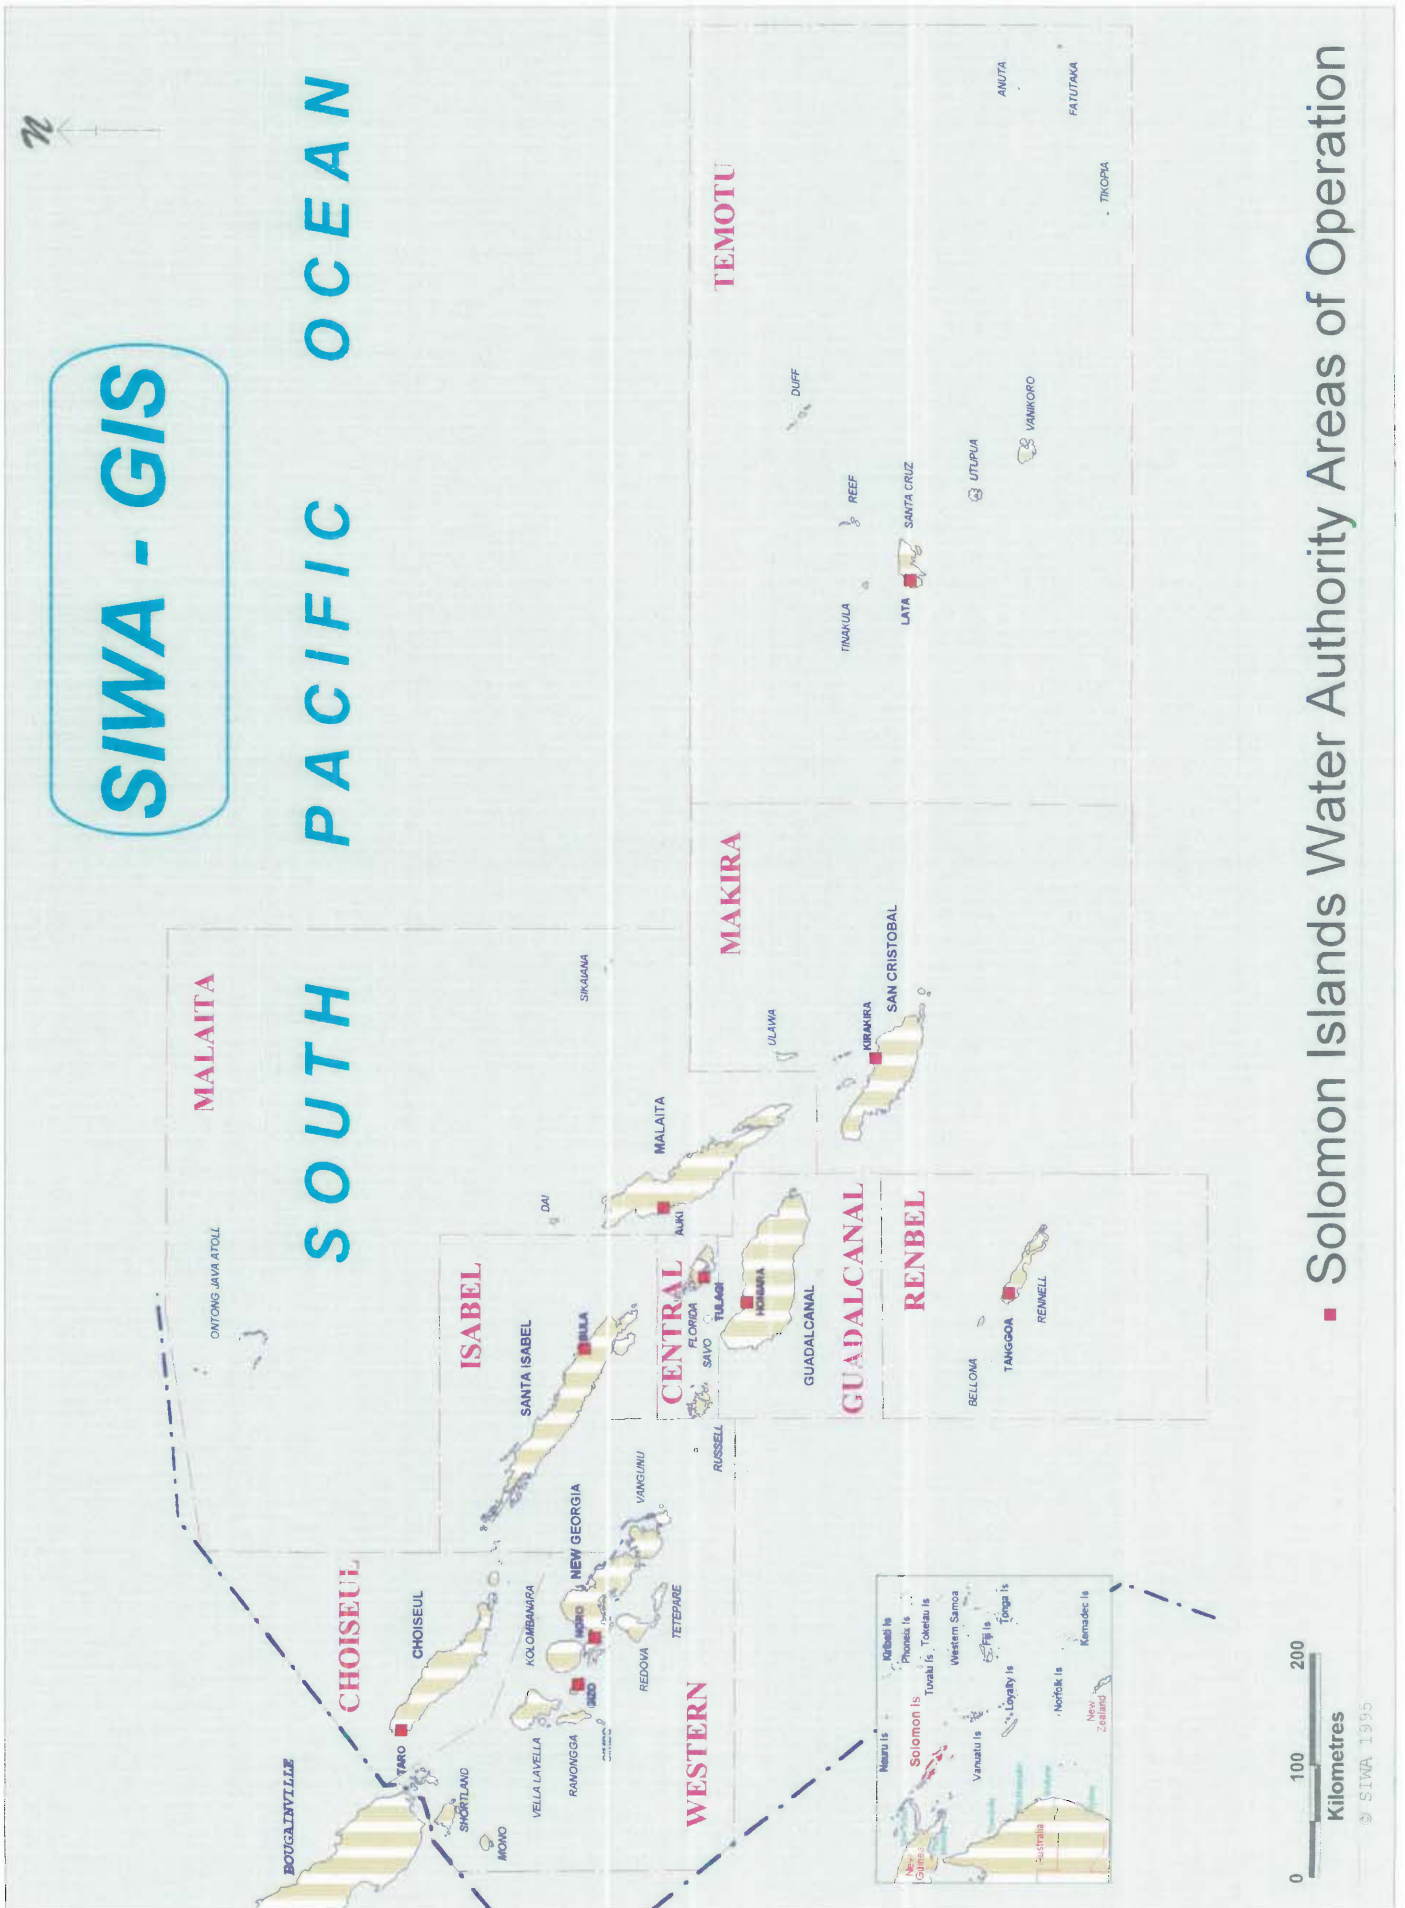 n
SIWA - GIS
SOUTH PACIFIC OCEAN
MALAITA
ONTONG JAVA ATOLL
SIKAIANA
DAI
MALAITA
AUKI
CHOISEUL
BOUGAINVILLE
CHOISEUL
TARO
SHORTLAND
MONO
ISABEL
SANTA ISABEL
BUALA
WESTERN
VELLA LAVELLA
RANONGGA
KOLOMBANARA
NEW GEORGIA
NORO
GIZO
VANGUNU
REDOVA
TETEPARE
CENTRAL
FLORIDA
SAVO
TULAGI
RUSSELL
HONIARA
GUADALCANAL
GUADALCANAL
RENBEL
BELLONA
TANGGOA
RENNELL
MAKIRA
ULAWA
KIRAKIRA
SAN CRISTOBAL
TEMOTU
DUFF
REEF
TINAKULA
LATA
SANTA CRUZ
UTUPUA
VANIKORO
ANUTA
FATUTAKA
TIKOPIA
Nauru Is
Kiribati Is
Phoneix Is
Solomon Is
Tuvalu Is
Tokelau Is
New
Guinea
Western Samoa
Vanuatu Is
Fiji Is
Tonga Is
Loyalty Is
Australia
Norfolk Is
Kemadec Is
New
Zealand
0 100 200
Kilometres
© SIWA 1995
Solomon Islands Water Authority Areas of Operation